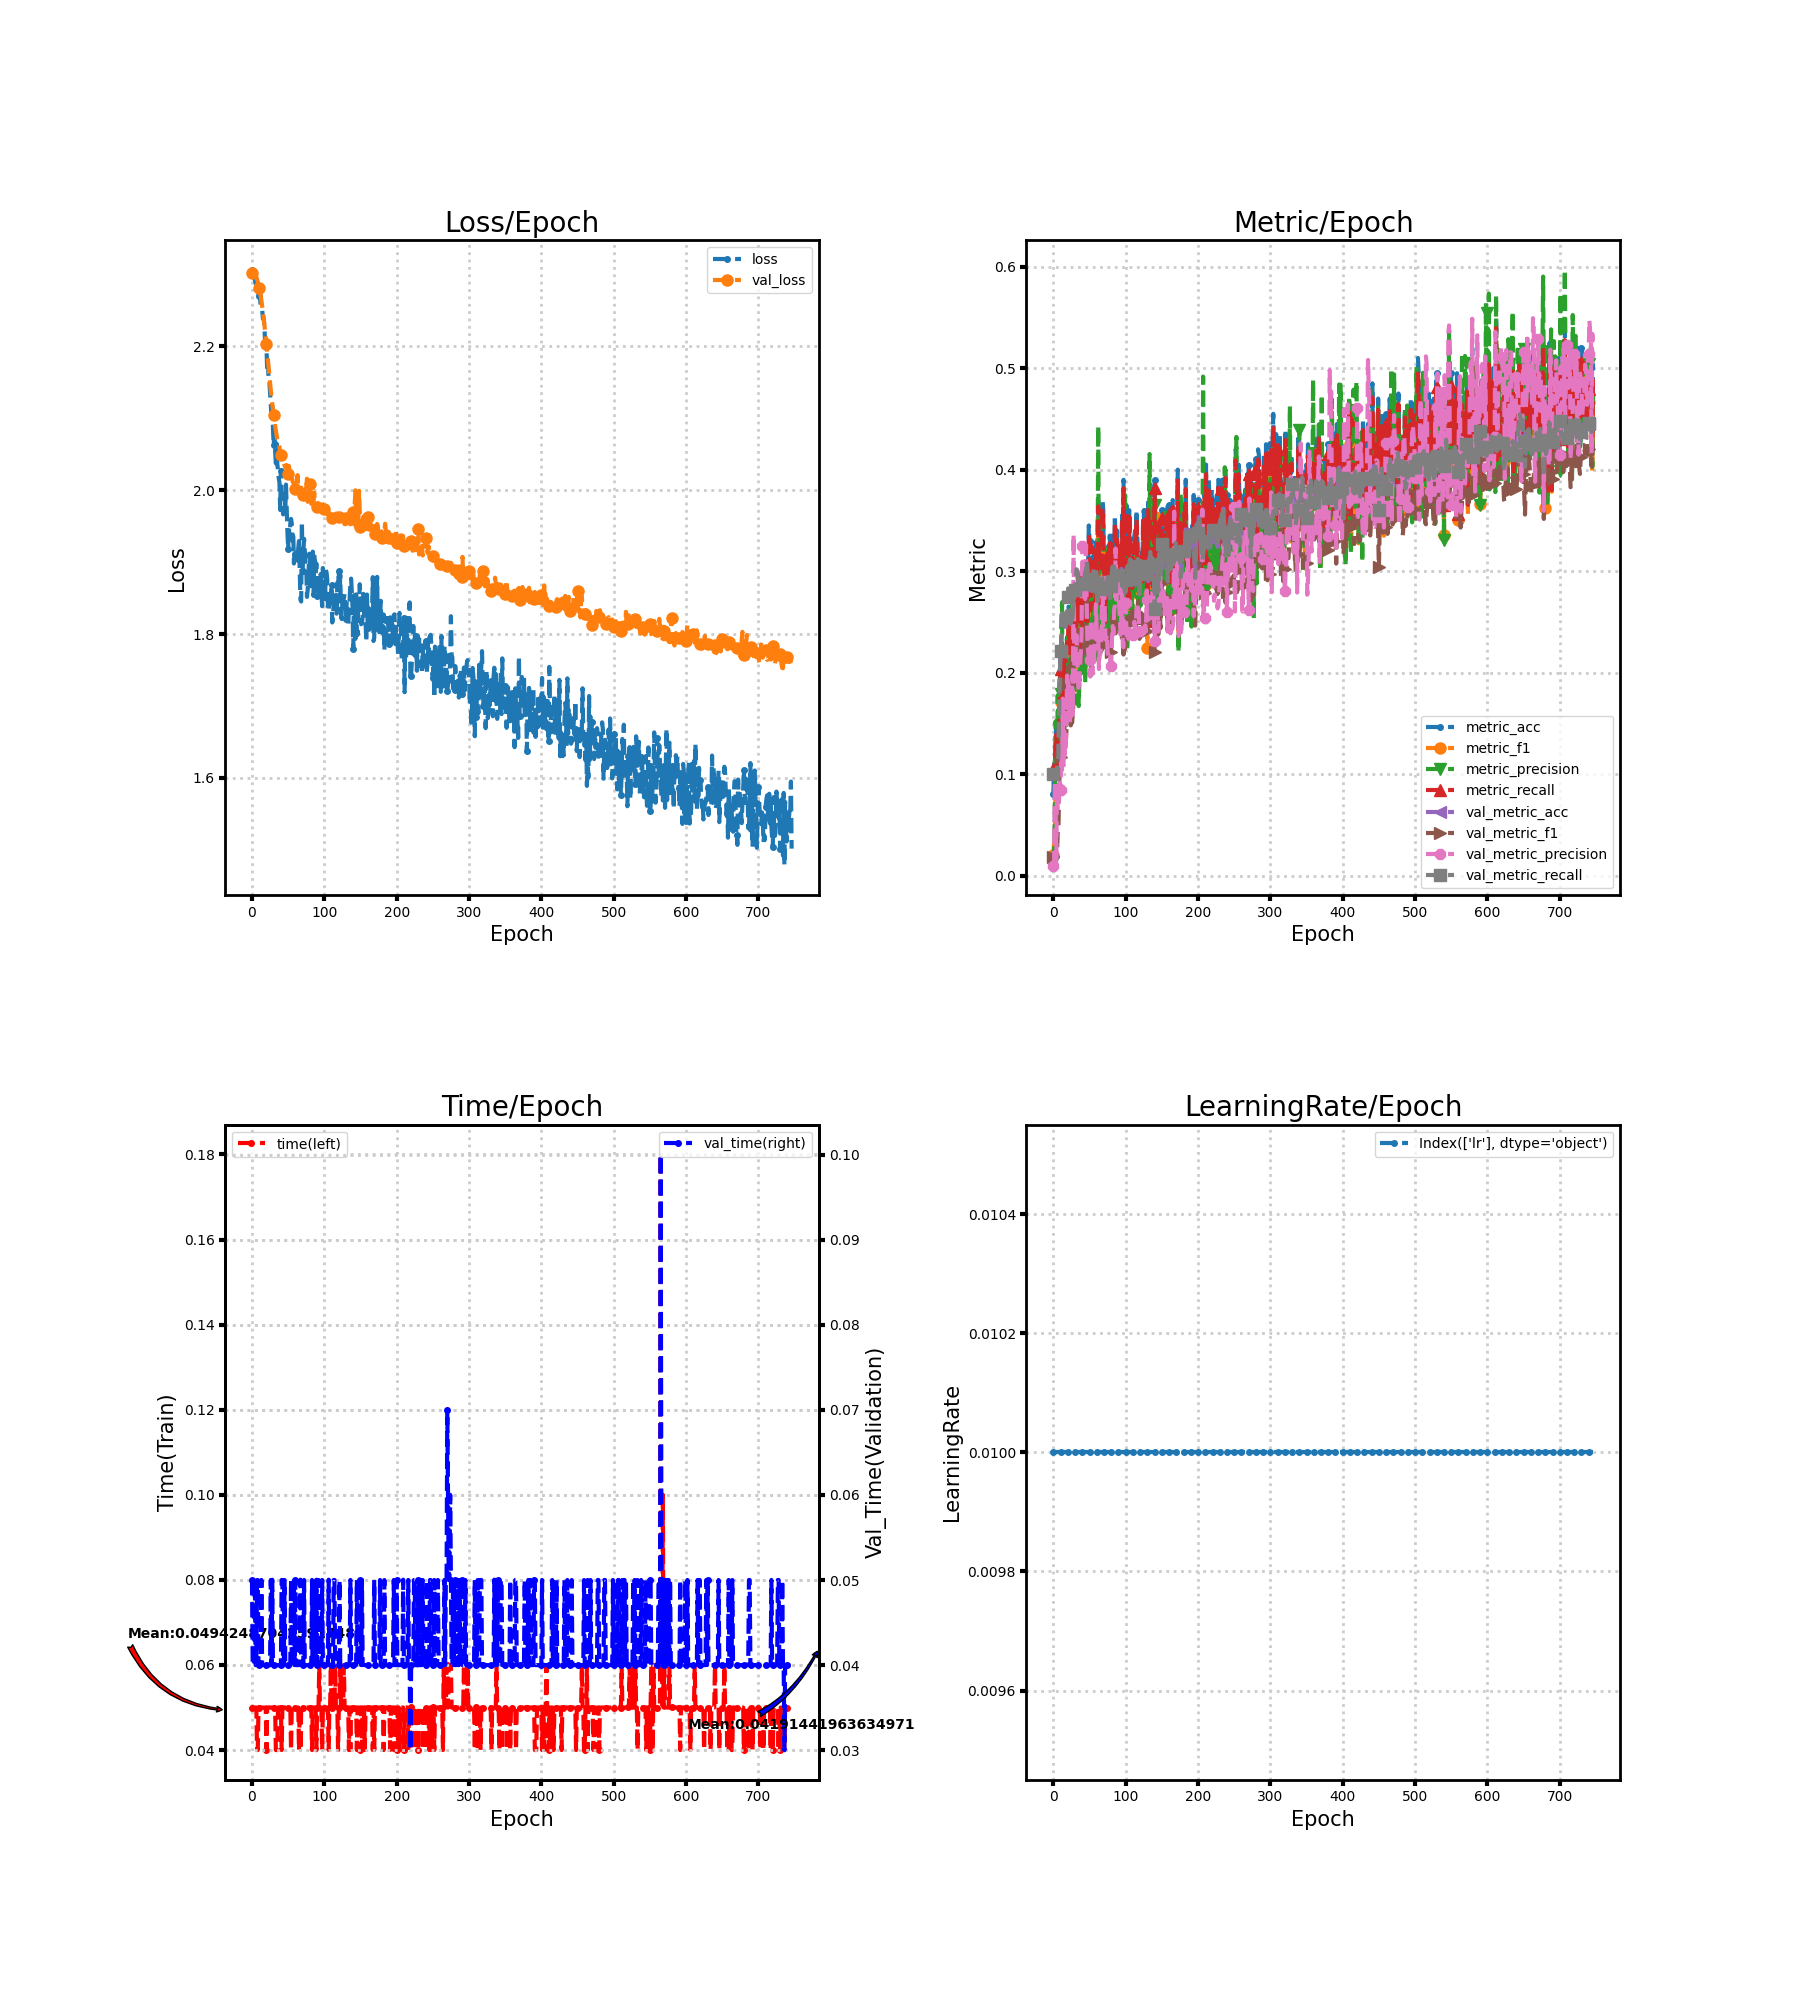 Loss/Epoch
loss
val_loss
2.2
2.0
1.8
1.6
Loss
0 100 200 300 400 500 600 700
Epoch
Metric/Epoch
0.6
0.5
0.4
0.3
0.2
0.1
0.0
Metric
metric_acc
metric_f1
metric_precision
metric_recall
val_metric_acc
val_metric_f1
val_metric_precision
val_metric_recall
0 100 200 300 400 500 600 700
Epoch
Time/Epoch
time(left)
val_time(right)
0.18
0.16
0.14
0.12
0.10
0.08
0.06
0.04
Time(Train)
0.10
0.09
0.08
0.07
0.06
0.05
0.04
0.03
Val_Time(Validation)
Mean:0.04191441963634971
0 100 200 300 400 500 600 700
Epoch
LearningRate/Epoch
Index(['lr'], dtype='object')
0.0104
0.0102
0.0100
0.0098
0.0096
LearningRate
0 100 200 300 400 500 600 700
Epoch